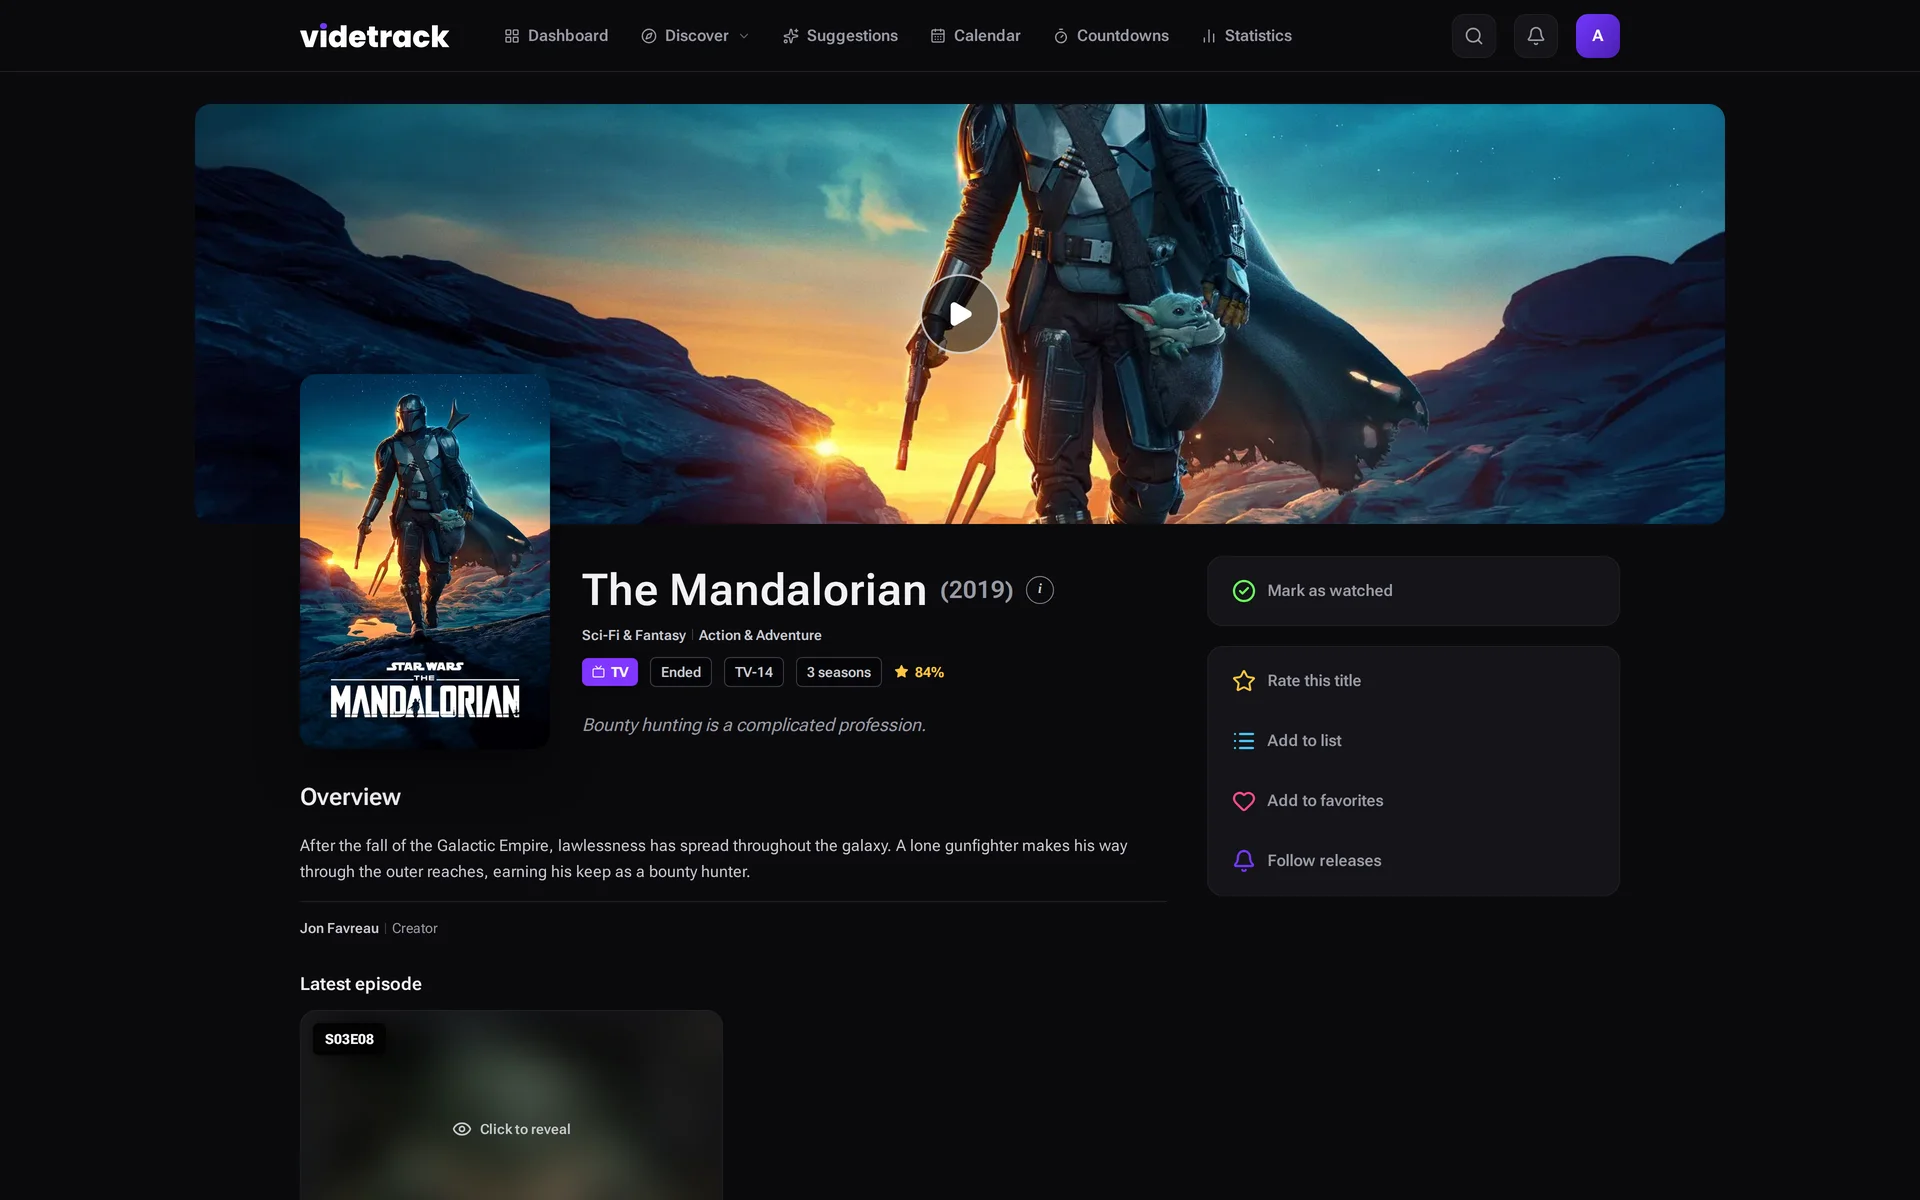 videtrack
Dashboard
Discover
Suggestions
Calendar
Countdowns
Statistics
A
STAR WARS
THE
MANDALORIAN
The Mandalorian (2019) i
Sci-Fi & Fantasy | Action & Adventure
TV
Ended
TV-14
3 seasons
84%
Bounty hunting is a complicated profession.
Mark as watched
Rate this title
Add to list
Add to favorites
Follow releases
Overview
After the fall of the Galactic Empire, lawlessness has spread throughout the galaxy. A lone gunfighter makes his way
through the outer reaches, earning his keep as a bounty hunter.
Jon Favreau | Creator
Latest episode
S03E08
Click to reveal